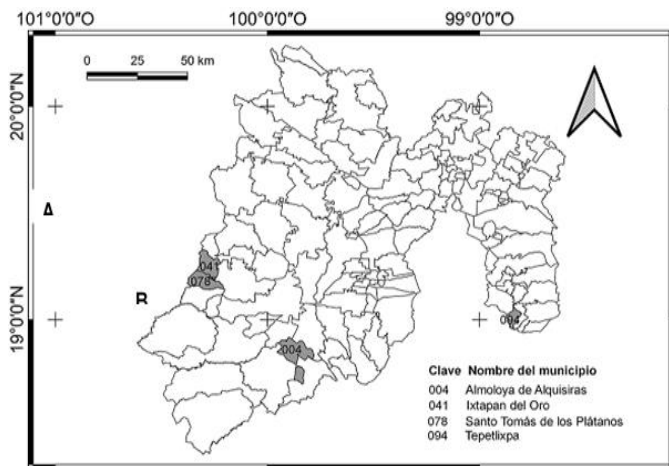 101°0'0"O 100°0'0"O 99°0'0"O
0 25 50 km
20°0'0"N
041
078
19°0'0"N
094
004
Clave Nombre del municipio
004 Almoloya de Alquisiras
041 Ixtapan del Oro
078 Santo Tomás de los Plátanos
094 Tepetlixpa